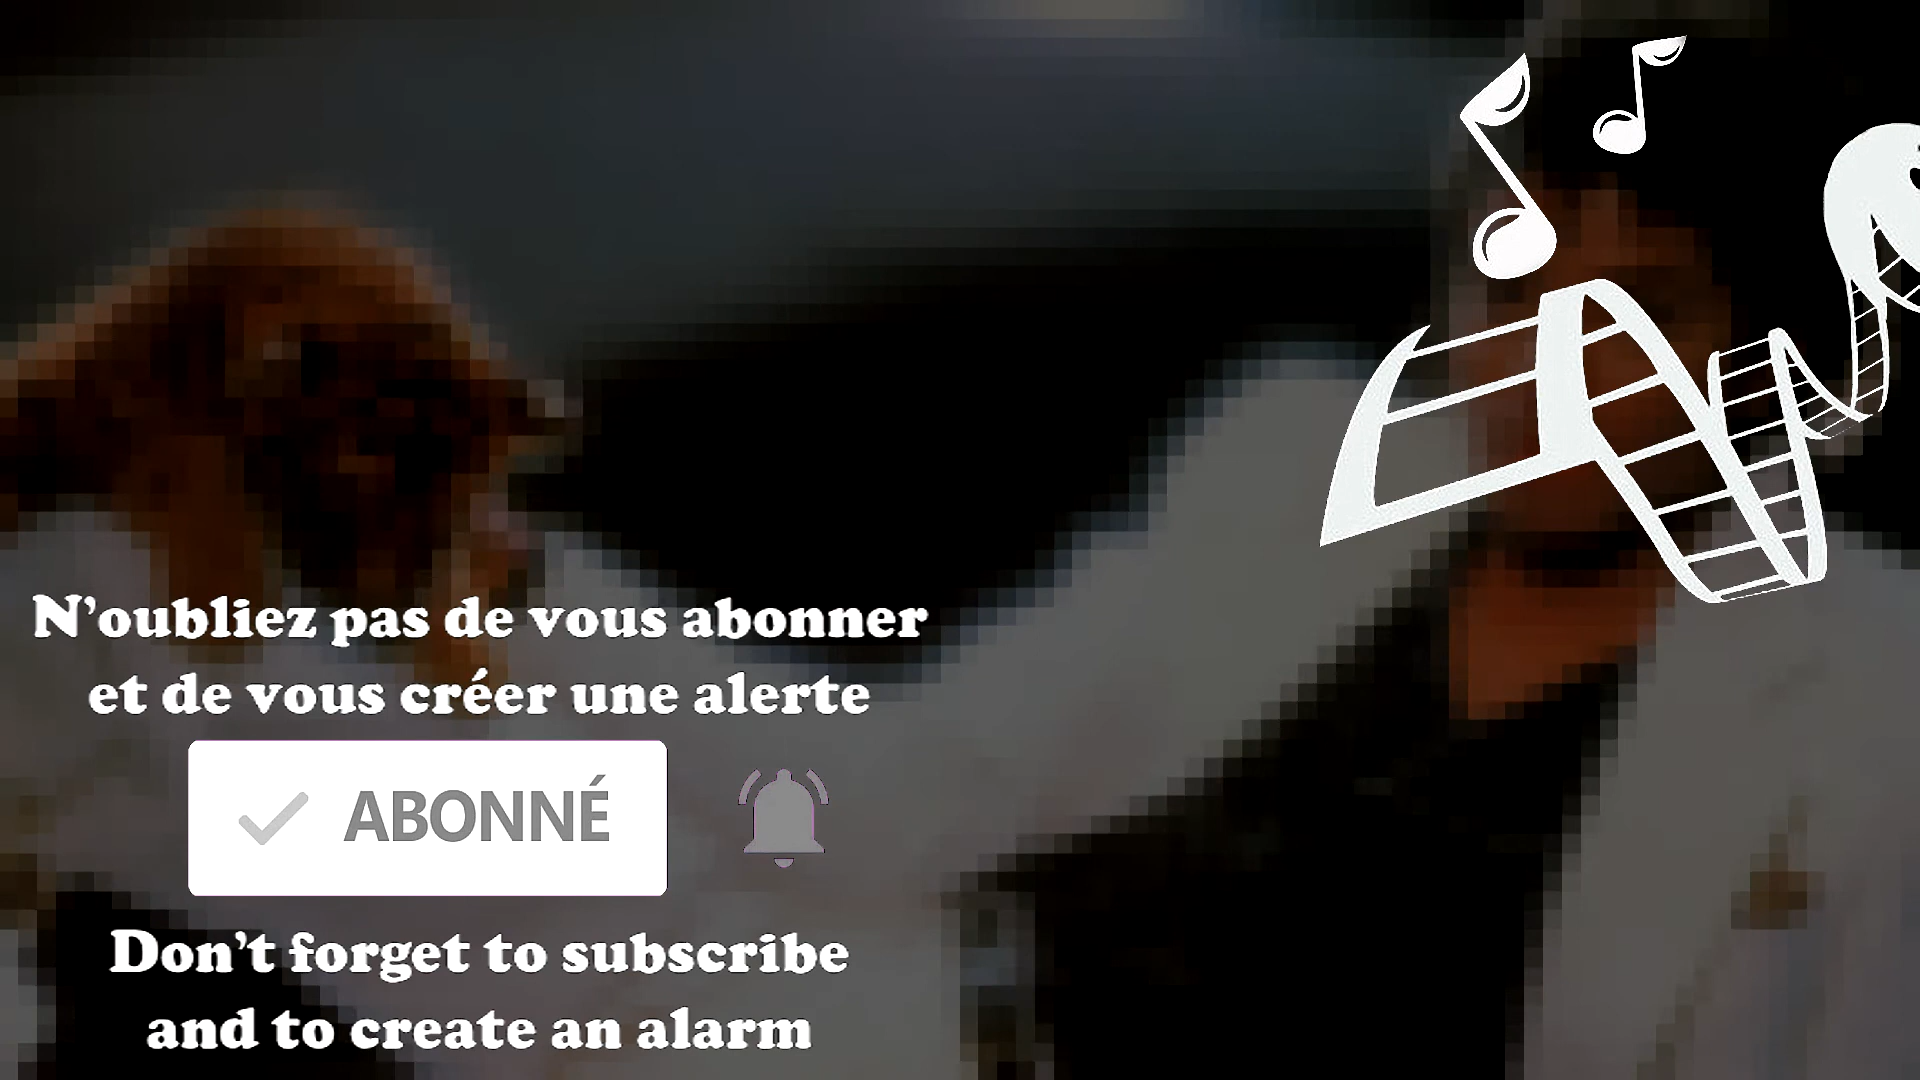 N’oubliez pas de vous abonner
et de vous créer une alerte
ABONNÉ
Don’t forget to subscribe
and to create an alarm